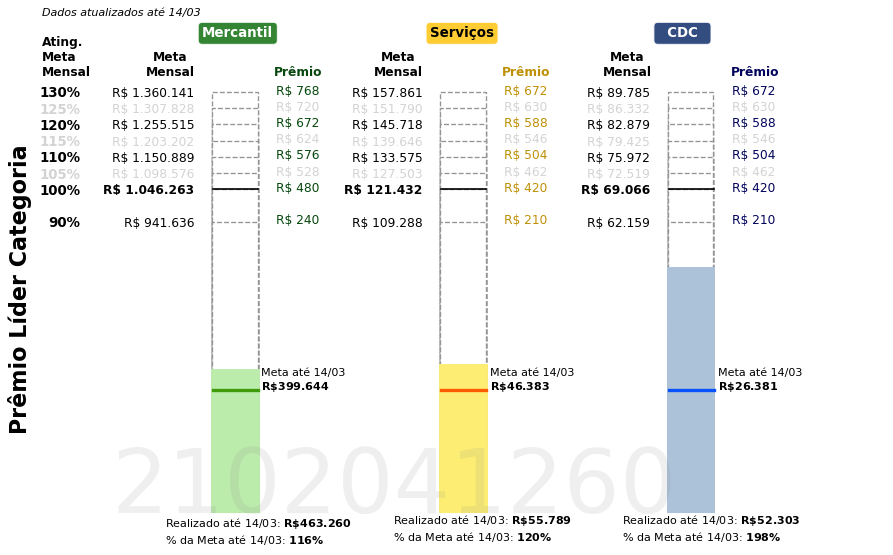 Dados atualizados até 14/03
Mercantil Serviços CDC
Ating. Meta Mensal Meta Mensal Prêmio Meta Mensal Prêmio Meta Mensal Prêmio
130% R$ 1.360.141 R$ 768 R$ 157.861 R$ 672 R$ 89.785 R$ 672
125% R$ 1.307.828 R$ 720 R$ 151.790 R$ 630 R$ 86.332 R$ 630
120% R$ 1.255.515 R$ 672 R$ 145.718 R$ 588 R$ 82.879 R$ 588
115% R$ 1.203.202 R$ 624 R$ 139.646 R$ 546 R$ 79.425 R$ 546
110% R$ 1.150.889 R$ 576 R$ 133.575 R$ 504 R$ 75.972 R$ 504
105% R$ 1.098.576 R$ 528 R$ 127.503 R$ 462 R$ 72.519 R$ 462
100% R$ 1.046.263 R$ 480 R$ 121.432 R$ 420 R$ 69.066 R$ 420
90% R$ 941.636 R$ 240 R$ 109.288 R$ 210 R$ 62.159 R$ 210
Prêmio Líder Categoria
Meta até 14/03 Meta até 14/03 Meta até 14/03
R$399.644 R$46.383 R$26.381
21020412​60
Realizado até 14/03: R$463.260 Realizado até 14/03: R$55.789 Realizado até 14/03: R$52.303
% da Meta até 14/03: 116% % da Meta até 14/03: 120% % da Meta até 14/03: 198%